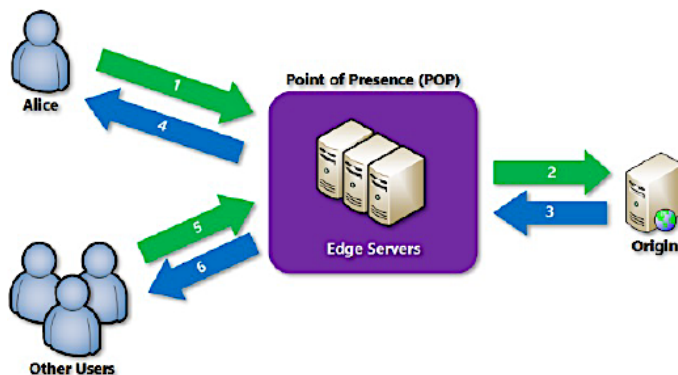 Point of Presence (POP)
1
Alice
4
2
3
5
Edge Servers
Origin
6
Other Users